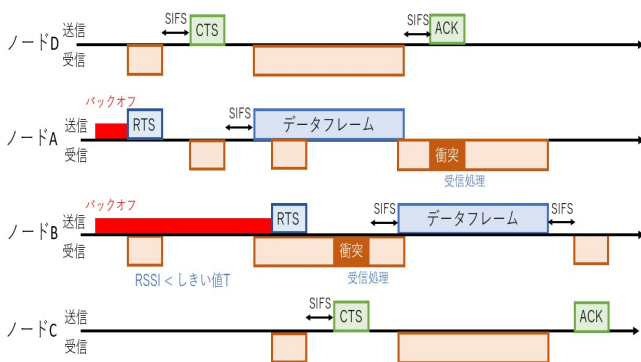 SIFS
CTS
SIFS
ACK
ノードD
送信
受信
バックオフ
SIFS
RTS
データフレーム
ノードA
送信
受信
衝突
受信処理
バックオフ
SIFS
SIFS
RTS
データフレーム
ノードB
送信
受信
衝突
RSSI < しきい値T
受信処理
SIFS
CTS
ACK
ノードC
送信
受信